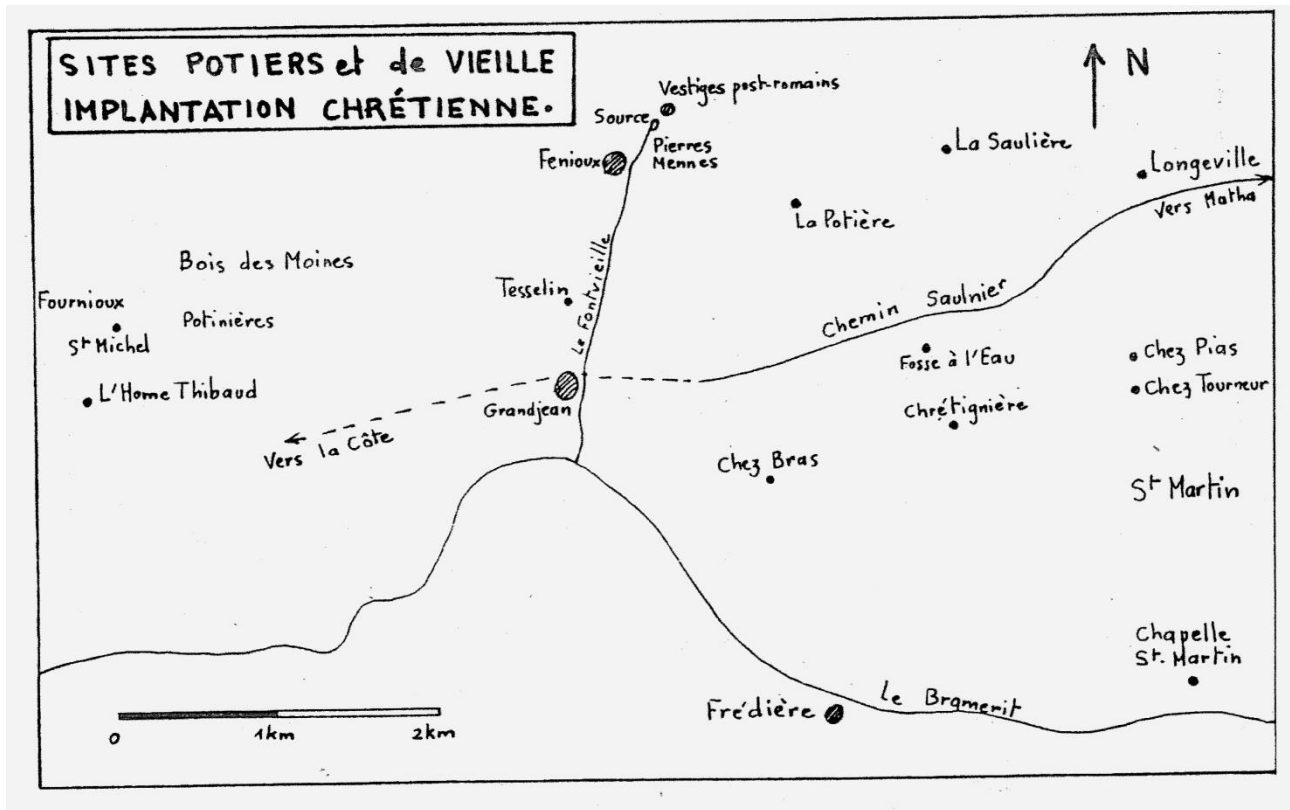 SITES POTIERS et de VIEILLE
IMPLANTATION CHRÉTIENNE.
N
Vestiges post-romains
Source
Pierres
Mennes
Fenioux
La Saulière
Longeville
Vers Matha
La Potière
Bois des Moines
Le Fontvieille
Tesselin
Fournioux
St Michel
Potinières
Chemin Saulnier
Fosse à l'Eau
Chez Pias
Chez Tourneur
L'Home Thibaud
Grandjean
Chrétignière
Vers la Côte
Chez Bras
St Martin
Chapelle
St. Martin
Frédière
Le Bramerit
0
1km
2km